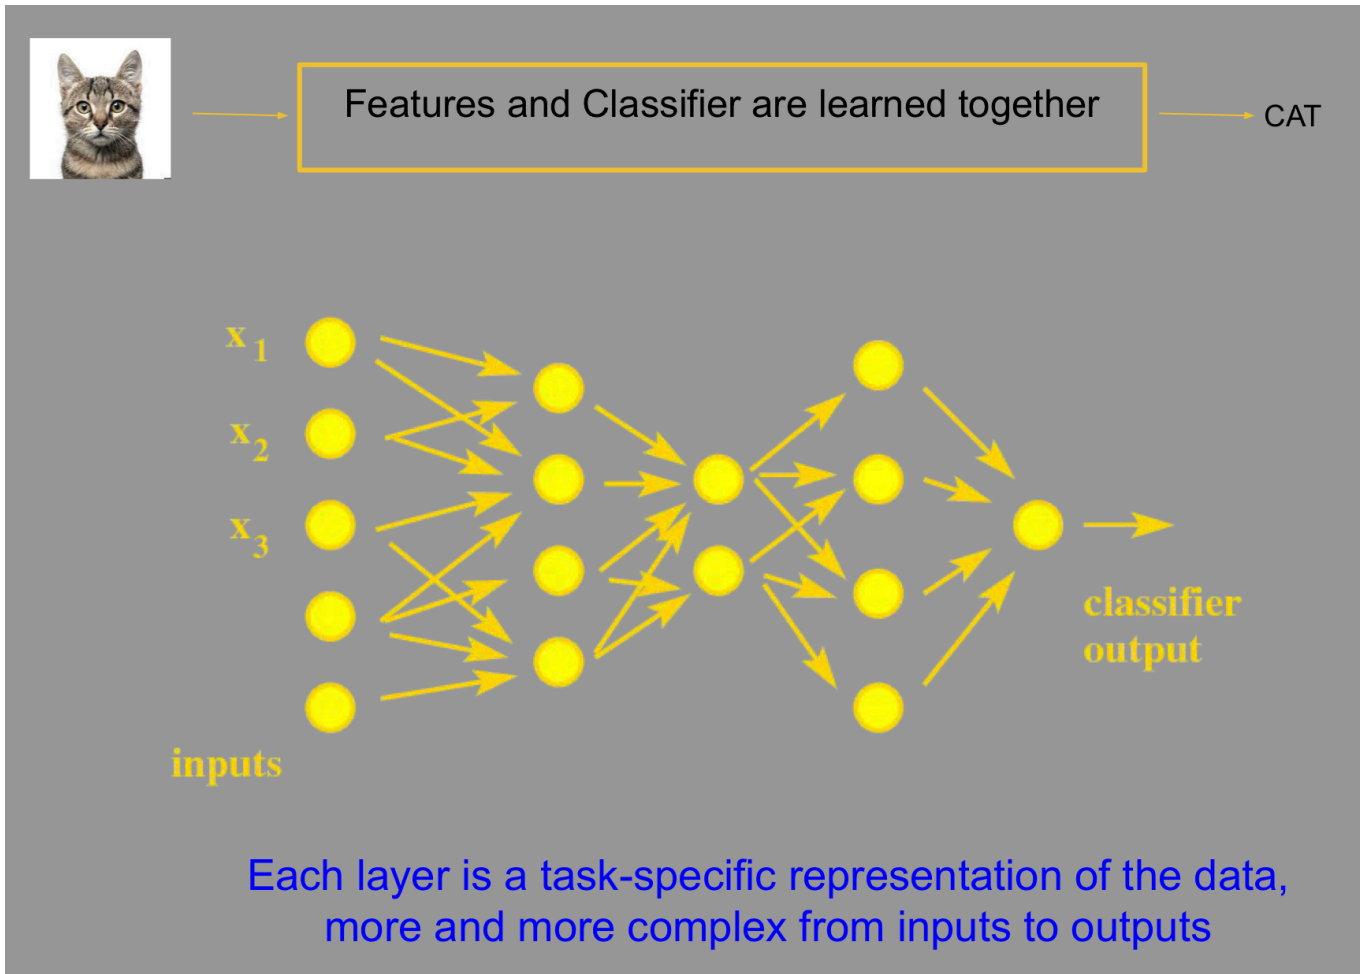 Features and Classifier are learned together
CAT
x1
x2
x3
inputs
classifier
output
Each layer is a task-specific representation of the data,
more and more complex from inputs to outputs